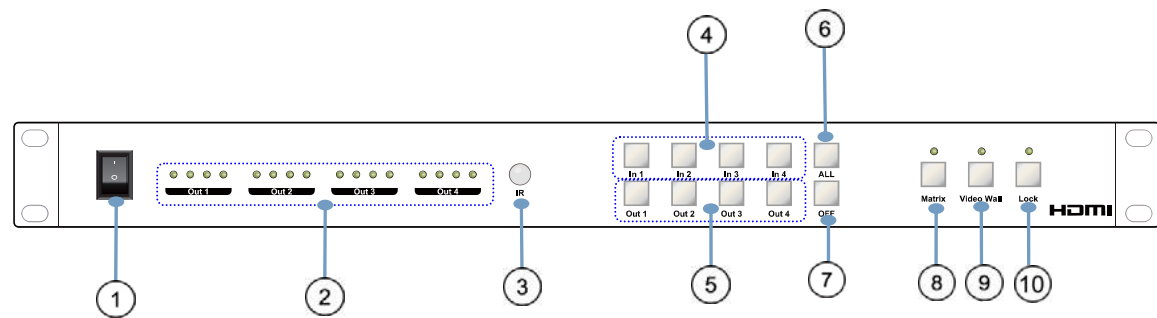 4
6
I
O
In 1
In 2
In 3
In 4
ALL
Out 1
Out 2
Out 3
Out 4
IR
Out 1
Out 2
Out 3
Out 4
OFF
Matrix
Video Wall
Lock
HDMI
1
2
3
5
7
8
9
10